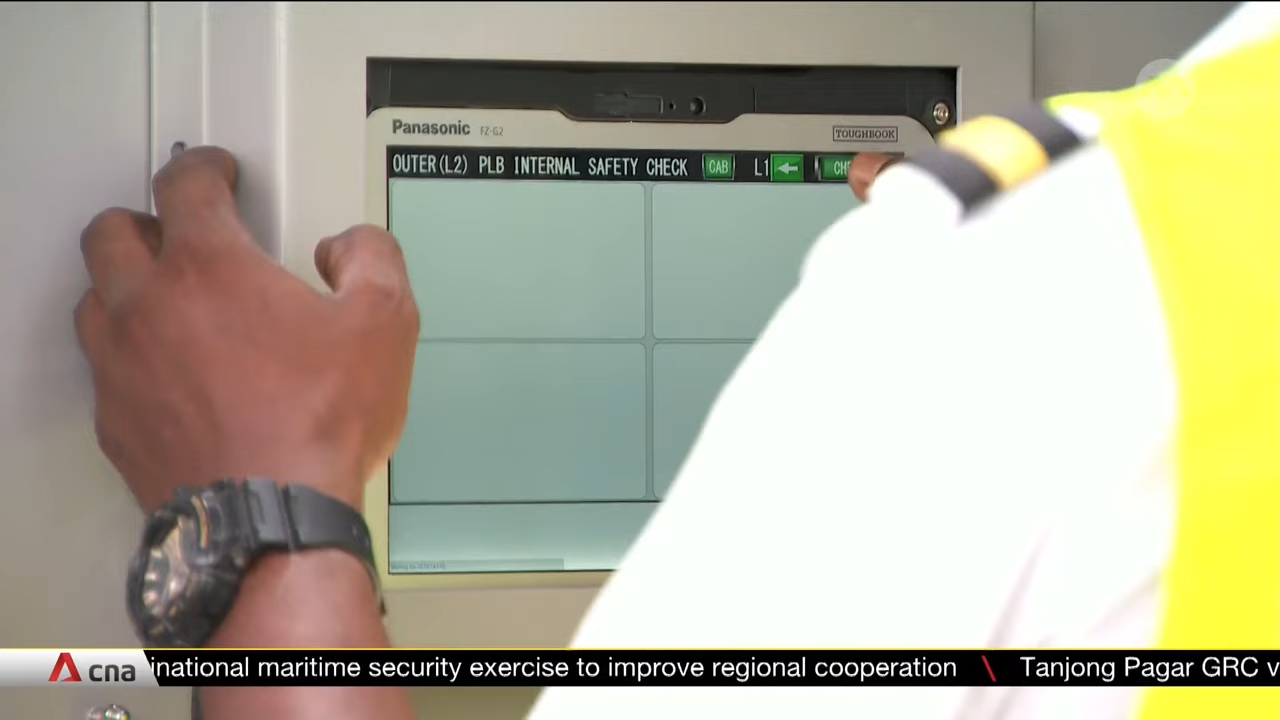 Panasonic FZ-G2
TOUGHBOOK
OUTER(L2) PLB INTERNAL SAFETY CHECK CAB L1 ← CH
cna
inational maritime security exercise to improve regional cooperation \ Tanjong Pagar GRC v